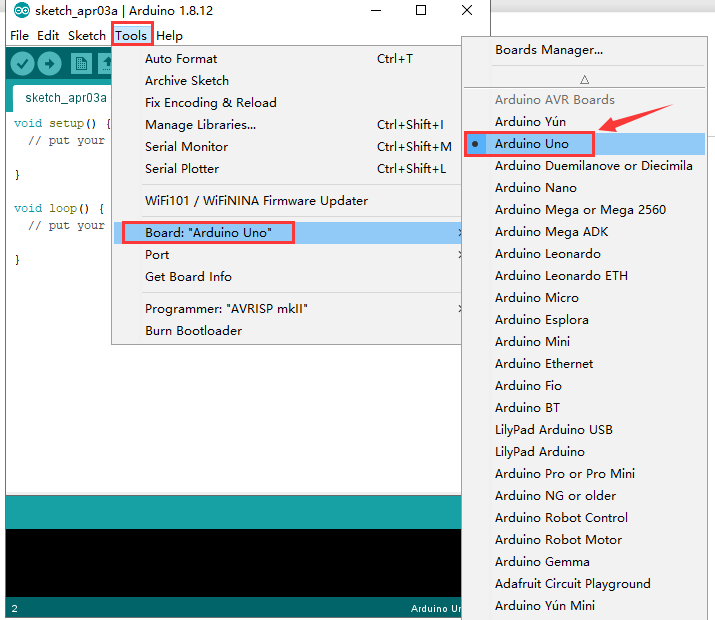 sketch_apr03a | Arduino 1.8.12
File Edit Sketch Tools Help
sketch_apr03a
void setup() {
// put your
}
void loop() {
// put your
}
2
Auto Format Ctrl+T
Archive Sketch
Fix Encoding & Reload
Manage Libraries... Ctrl+Shift+I
Serial Monitor Ctrl+Shift+M
Serial Plotter Ctrl+Shift+L
WiFi101 / WiFiNINA Firmware Updater
Board: "Arduino Uno"
Port
Get Board Info
Programmer: "AVRISP mkII"
Burn Bootloader
Arduino Un
Boards Manager...
Arduino AVR Boards
Arduino Yún
Arduino Uno
Arduino Duemilanove or Diecimila
Arduino Nano
Arduino Mega or Mega 2560
Arduino Mega ADK
Arduino Leonardo
Arduino Leonardo ETH
Arduino Micro
Arduino Esplora
Arduino Mini
Arduino Ethernet
Arduino Fio
Arduino BT
LilyPad Arduino USB
LilyPad Arduino
Arduino Pro or Pro Mini
Arduino NG or older
Arduino Robot Control
Arduino Robot Motor
Arduino Gemma
Adafruit Circuit Playground
Arduino Yún Mini